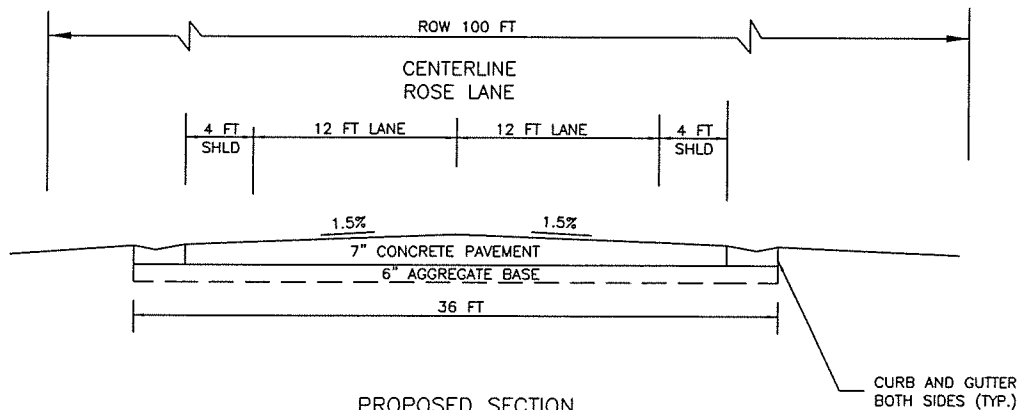 ROW 100 FT
CENTERLINE
ROSE LANE
4 FT
SHLD
12 FT LANE
12 FT LANE
4 FT
SHLD
1.5%
1.5%
7" CONCRETE PAVEMENT
6" AGGREGATE BASE
36 FT
CURB AND GUTTER
BOTH SIDES (TYP.)
PROPOSED SECTION